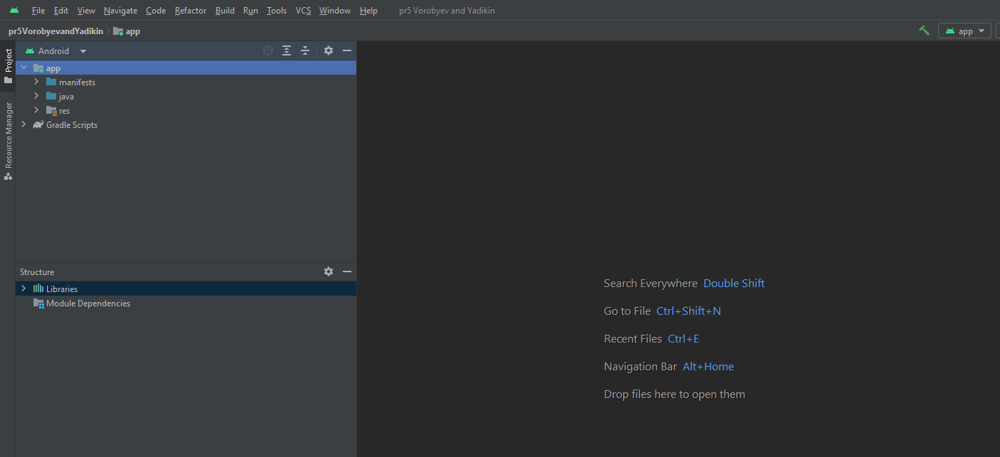 File Edit View Navigate Code Refactor Build Run Tools VCS Window Help pr5 Vorobyev and Yadikin
pr5VorobyevandYadikin app
app
Project
Resource Manager
Android
app
manifests
java
res
Gradle Scripts
Structure
Libraries
Module Dependencies
Search Everywhere Double Shift
Go to File Ctrl+Shift+N
Recent Files Ctrl+E
Navigation Bar Alt+Home
Drop files here to open them